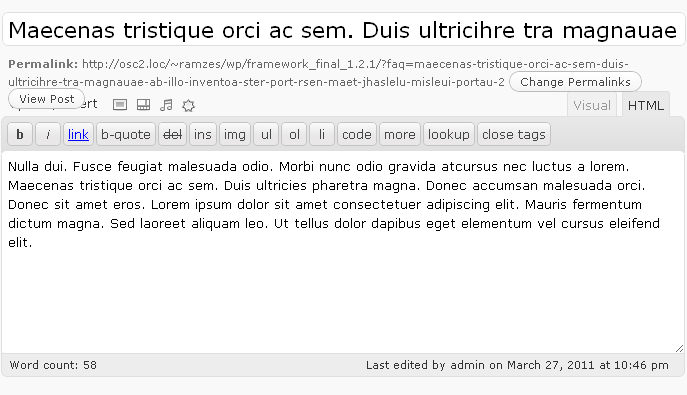 Maecenas tristique orci ac sem. Duis ultricihre tra magnauae
Permalink: http://osc2.loc/~ramzes/wp/framework_final_1.2.1/?faq=maecenas-tristique-orci-ac-sem-duis-
ultricihre-tra-magnauae-ab-illo-inventoa-ster-port-rsen-maet-jhaslelu-misleui-portau-2 Change Permalinks
View Post
Visual HTML
b i link b-quote del ins img ul ol li code more lookup close tags
Nulla dui. Fusce feugiat malesuada odio. Morbi nunc odio gravida atcursus nec luctus a lorem.
Maecenas tristique orci ac sem. Duis ultricies pharetra magna. Donec accumsan malesuada orci.
Donec sit amet eros. Lorem ipsum dolor sit amet consectetuer adipiscing elit. Mauris fermentum
dictum magna. Sed laoreet aliquam leo. Ut tellus dolor dapibus eget elementum vel cursus eleifend
elit.
Word count: 58 Last edited by admin on March 27, 2011 at 10:46 pm